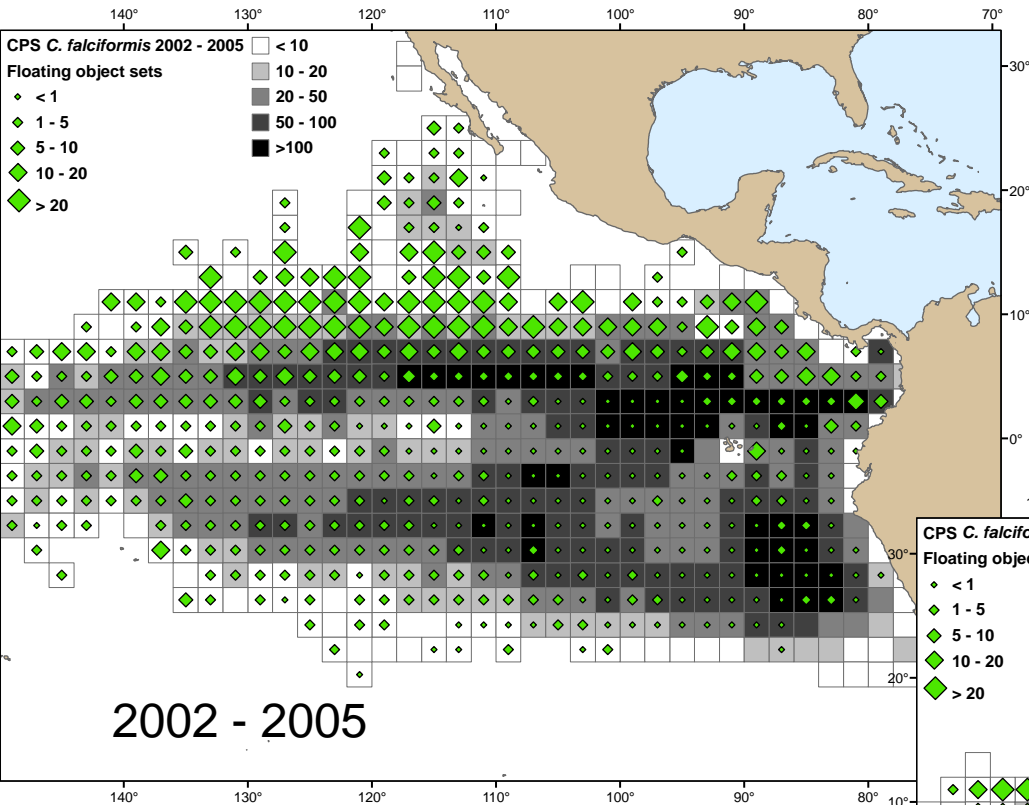 140° 130° 120° 110° 100° 90° 80° 70°
CPS C. falciformis 2002 - 2005
Floating object sets
< 1
1 - 5
5 - 10
10 - 20
> 20
< 10
10 - 20
20 - 50
50 - 100
>100
30°
20°
10°
0°
CPS C. falcifo
Floating objec
< 1
1 - 5
5 - 10
10 - 20
> 20
30°
20°
10°
2002 - 2005
140° 130° 120° 110° 100° 90° 80°